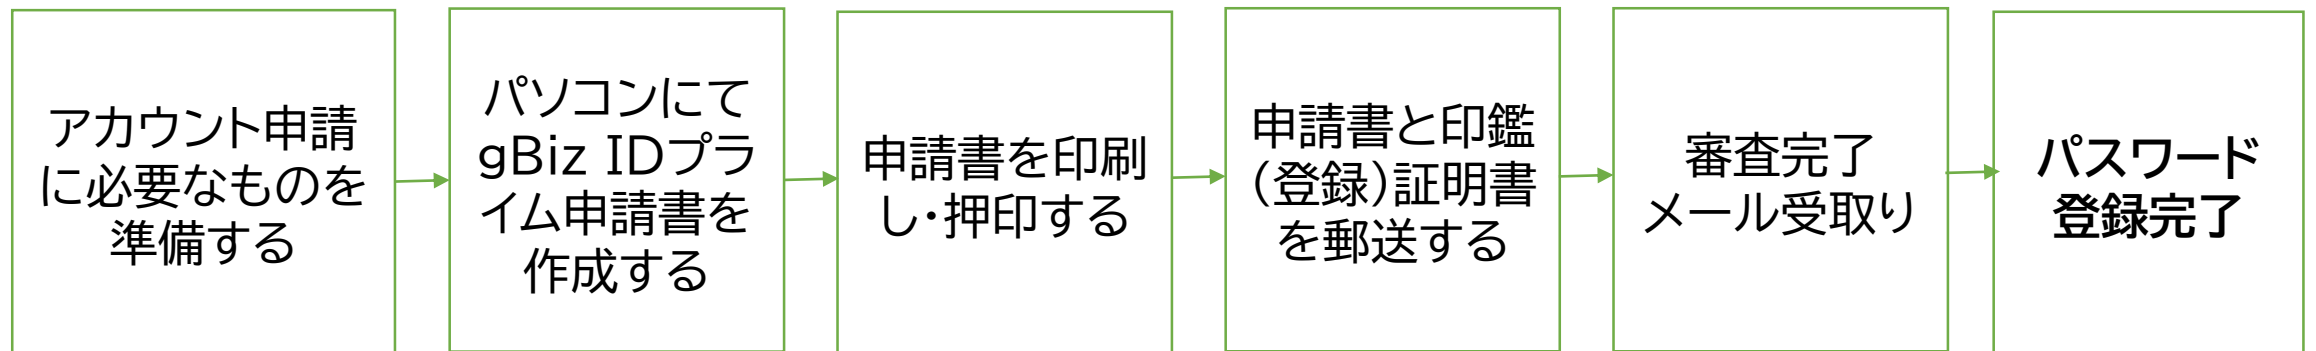 アカウント申請
に必要なものを
準備する
パソコンにて
gBiz IDプラ
イム申請書を
作成する
申請書を印刷
し・押印する
申請書と印鑑
（登録）証明書
を郵送する
審査完了
メール受取り
パスワード
登録完了